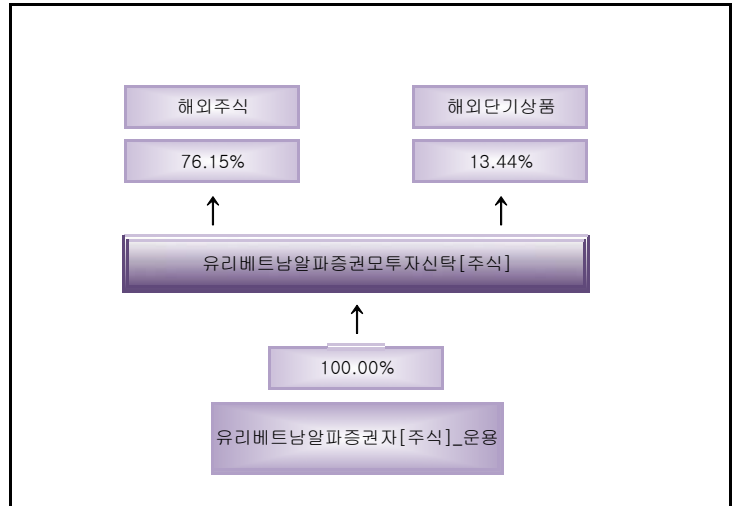 해외주식
해외단기상품
76.15%
13.44%
유리베트남알파증권모투자신탁[주식]
100.00%
유리베트남알파증권자[주식]_운용